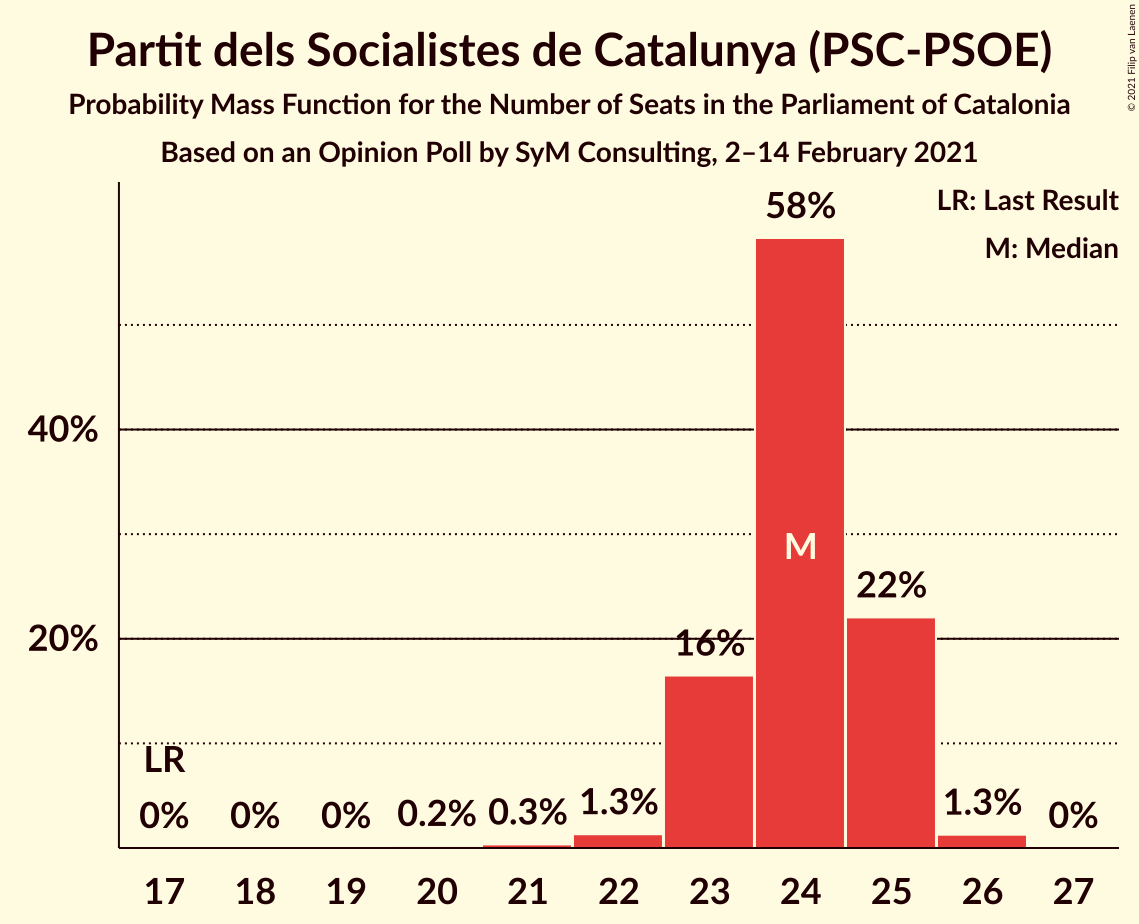 Partit dels Socialistes de Catalunya (PSC-PSOE)
Probability Mass Function for the Number of Seats in the Parliament of Catalonia
Based on an Opinion Poll by SyM Consulting, 2–14 February 2021
© 2021 Filip van Laenen
LR: Last Result
M: Median
58%
40%
M
22%
20%
16%
LR
0% 0% 0% 0.2% 0.3% 1.3% 1.3% 0%
17 18 19 20 21 22 23 24 25 26 27